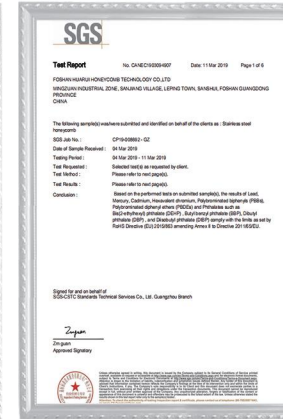 SGS
Test Report No. CANEC1903094907 Date: 11 Mar 2019 Page 1 of 6
FOSHAN HUARUI HONEYCOMB TECHNOLOGY CO.,LTD
MINGZUAN INDUSTRIAL ZONE, SANJIANG VILLAGE, LEPING TOWN, SANSHUI, FOSHAN GUANGDONG
PROVINCE
CHINA
The following sample(s) was/were submitted and identified on behalf of the clients as : Stainless steel
honeycomb
SGS Job No. : CP19-008692 - GZ
Date of Sample Received : 04 Mar 2019
Testing Period : 04 Mar 2019 - 11 Mar 2019
Test Requested : Selected test(s) as requested by client.
Test Method : Please refer to next page(s).
Test Results : Please refer to next page(s).
Conclusion : Based on the performed tests on submitted sample(s), the results of Lead,
Mercury, Cadmium, Hexavalent chromium, Polybrominated biphenyls (PBBs),
Polybrominated diphenyl ethers (PBDEs) and Phthalates such as
Bis(2-ethylhexyl) phthalate (DEHP), Butyl benzyl phthalate (BBP), Dibutyl
phthalate (DBP), and Diisobutyl phthalate (DIBP) comply with the limits as set by
RoHS Directive (EU) 2015/863 amending Annex II to Directive 2011/65/EU.
Signed for and on behalf of
SGS-CSTC Standards Technical Services Co., Ltd. Guangzhou Branch
Approved Signatory